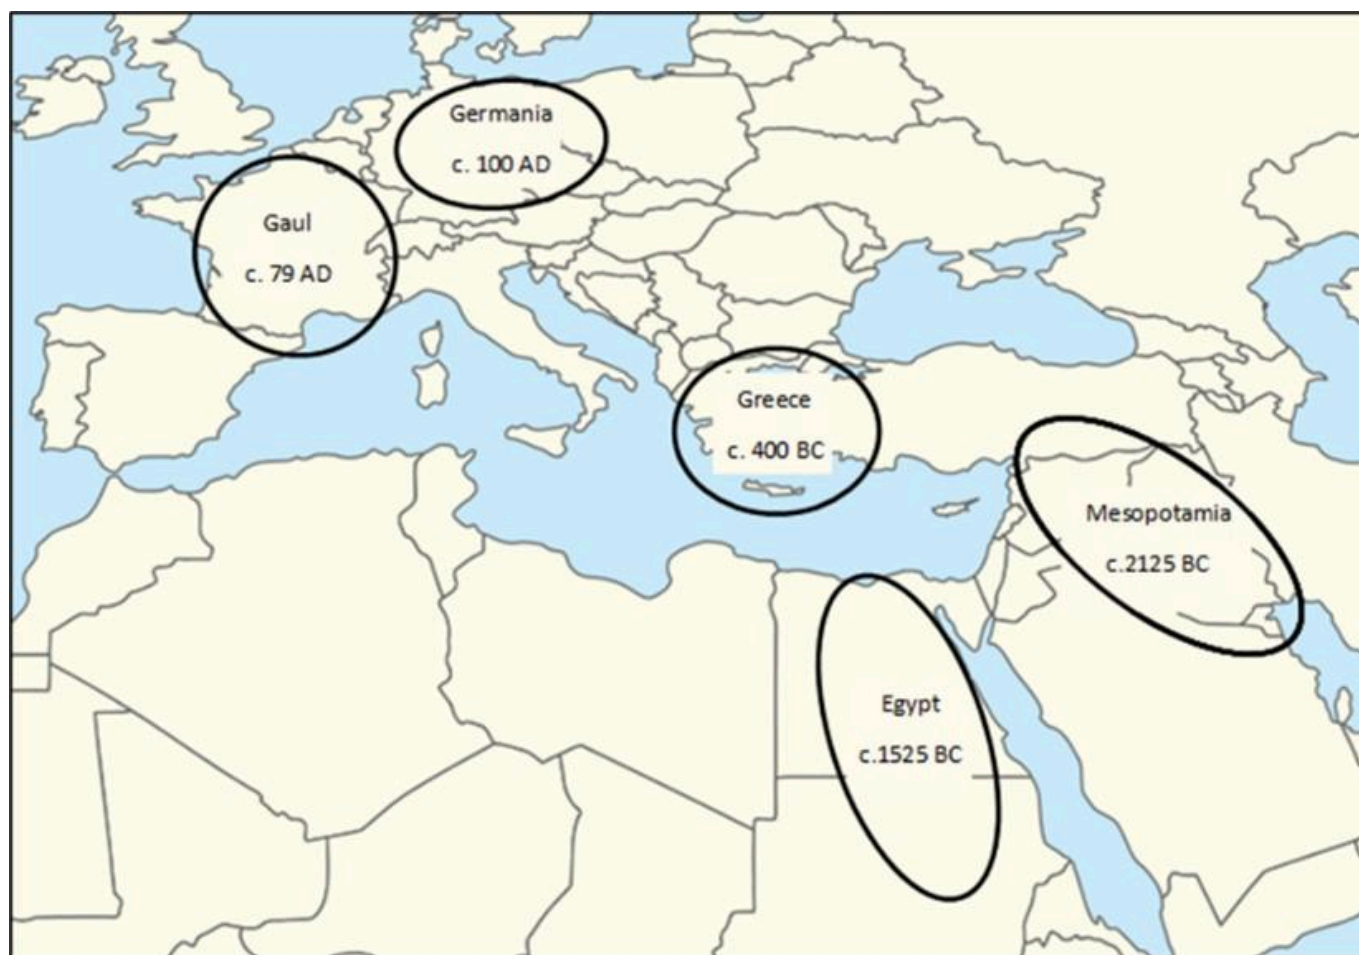 Germania
c. 100 AD
Gaul
c. 79 AD
Greece
c. 400 BC
Mesopotamia
c.2125 BC
Egypt
c.1525 BC